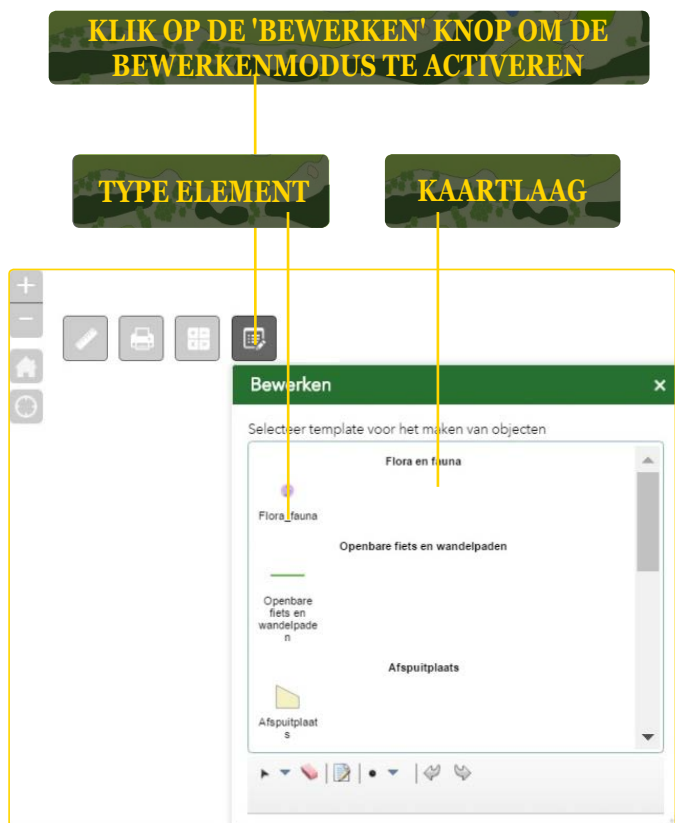 KLIK OP DE 'BEWERKEN' KNOP OM DE
BEWERKENMODUS TE ACTIVEREN
TYPE ELEMENT
KAARTLAAG
Bewerken
Selecteer template voor het maken van objecten
Flora en fauna
Flora_fauna
Openbare fiets en wandelpaden
Openbare
fiets en
wandelpade
n
Afspuitplaats
Afspuitplaat
s